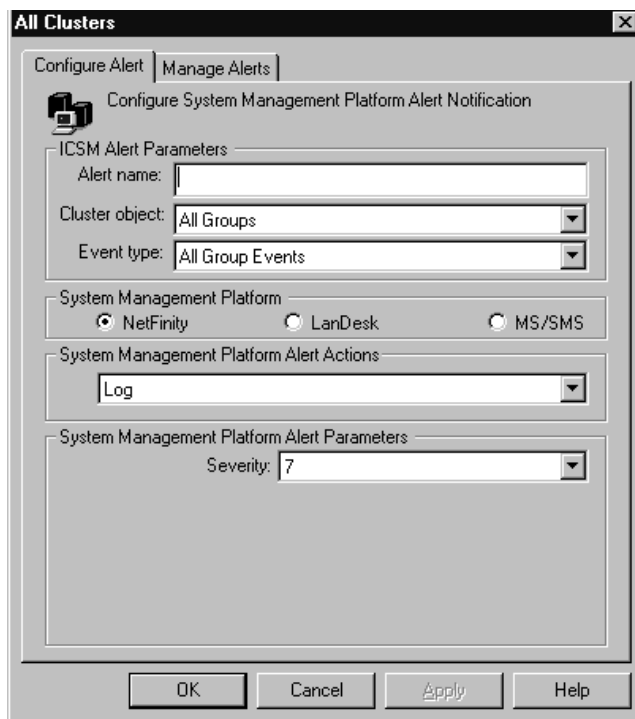 All Clusters
Configure Alert Manage Alerts
Configure System Management Platform Alert Notification
ICSM Alert Parameters
Alert name:
Cluster object: All Groups
Event type: All Group Events
System Management Platform
NetFinity LanDesk MS/SMS
System Management Platform Alert Actions
Log
System Management Platform Alert Parameters
Severity: 7
OK Cancel Apply Help